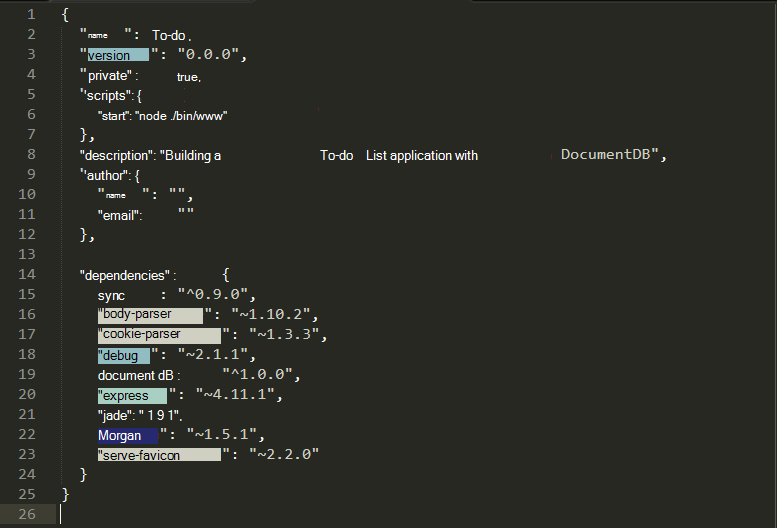 1 {
2 "name ": To-do ,
3 "version ": "0.0.0",
4 "private" : true,
5 "scripts": {
6 "start": "node ./bin/www"
7 },
8 "description": "Building a To-do List application with DocumentDB",
9 "author": {
10 "name ": "",
11 "email": ""
12 },
13
14 "dependencies" : {
15 sync : "^0.9.0",
16 "body-parser ": "~1.10.2",
17 "cookie-parser ": "~1.3.3",
18 "debug ": "~2.1.1",
19 document dB : "^1.0.0",
20 "express ": "~4.11.1",
21 "jade": " 1 9 1",
22 Morgan ": "~1.5.1",
23 "serve-favicon ": "~2.2.0"
24 }
25 }
26